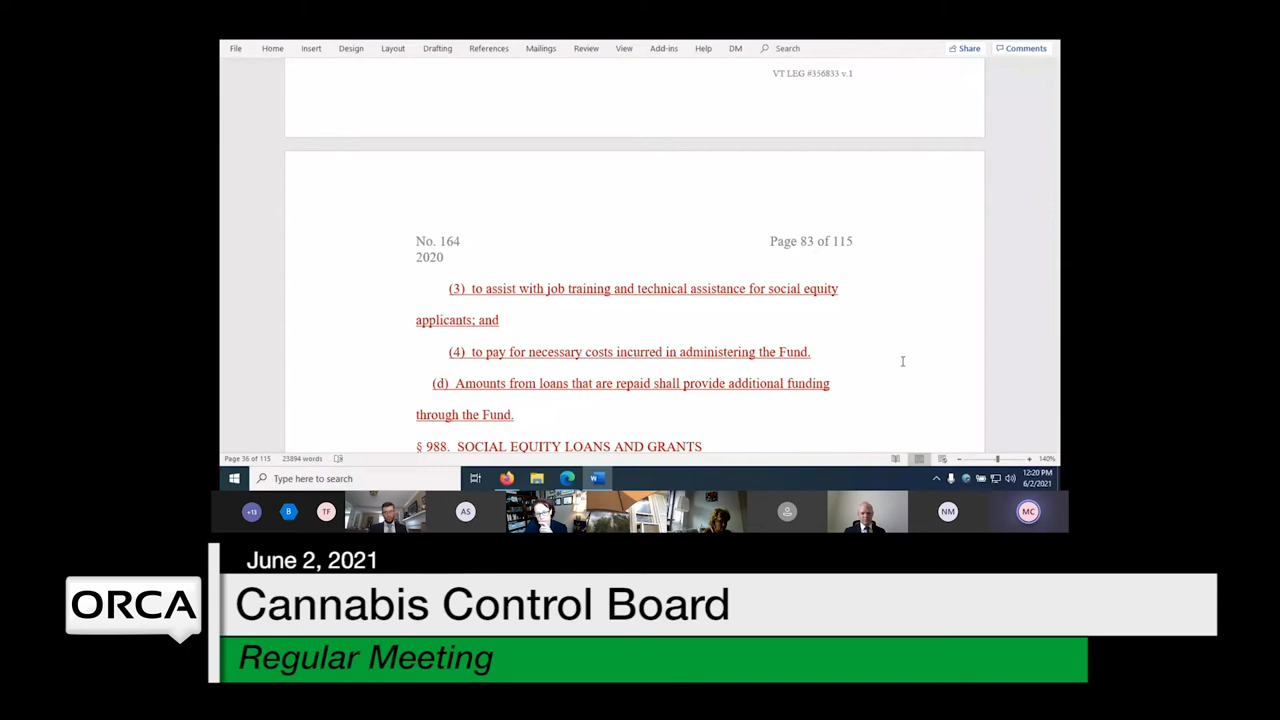 File Home Insert Design Layout Drafting References Mailings Review View Add-ins Help DM Search Share Comments
VT LEG #356833 v.1
No. 164 Page 83 of 115
2020
(3) to assist with job training and technical assistance for social equity
applicants; and
(4) to pay for necessary costs incurred in administering the Fund.
(d) Amounts from loans that are repaid shall provide additional funding
through the Fund.
§ 988. SOCIAL EQUITY LOANS AND GRANTS
Page 36 of 115 23894 words 140%
Type here to search 12:20 PM
6/2/2021
+13 B TF AS NM MC
June 2, 2021
ORCA Cannabis Control Board
Regular Meeting